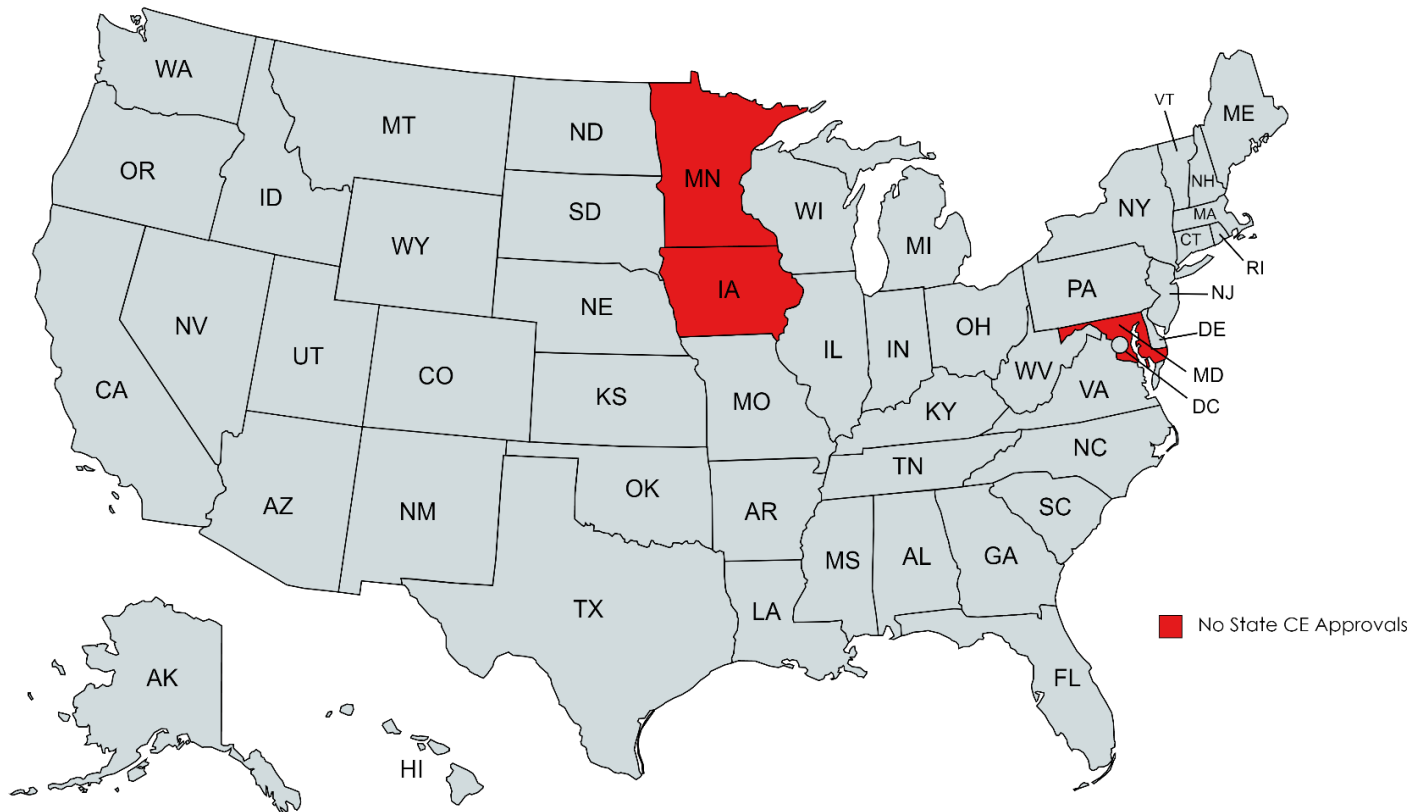 WA
MT
ND
MN
VT
ME
OR
ID
SD
WI
NH
NY
MA
WY
MI
CT
RI
IA
PA
NJ
NE
NV
OH
DE
UT
IL
IN
CO
WV
MD
CA
KS
MO
VA
DC
KY
NC
TN
OK
AZ
NM
AR
SC
MS
AL
GA
TX
LA
No State CE Approvals
AK
FL
HI